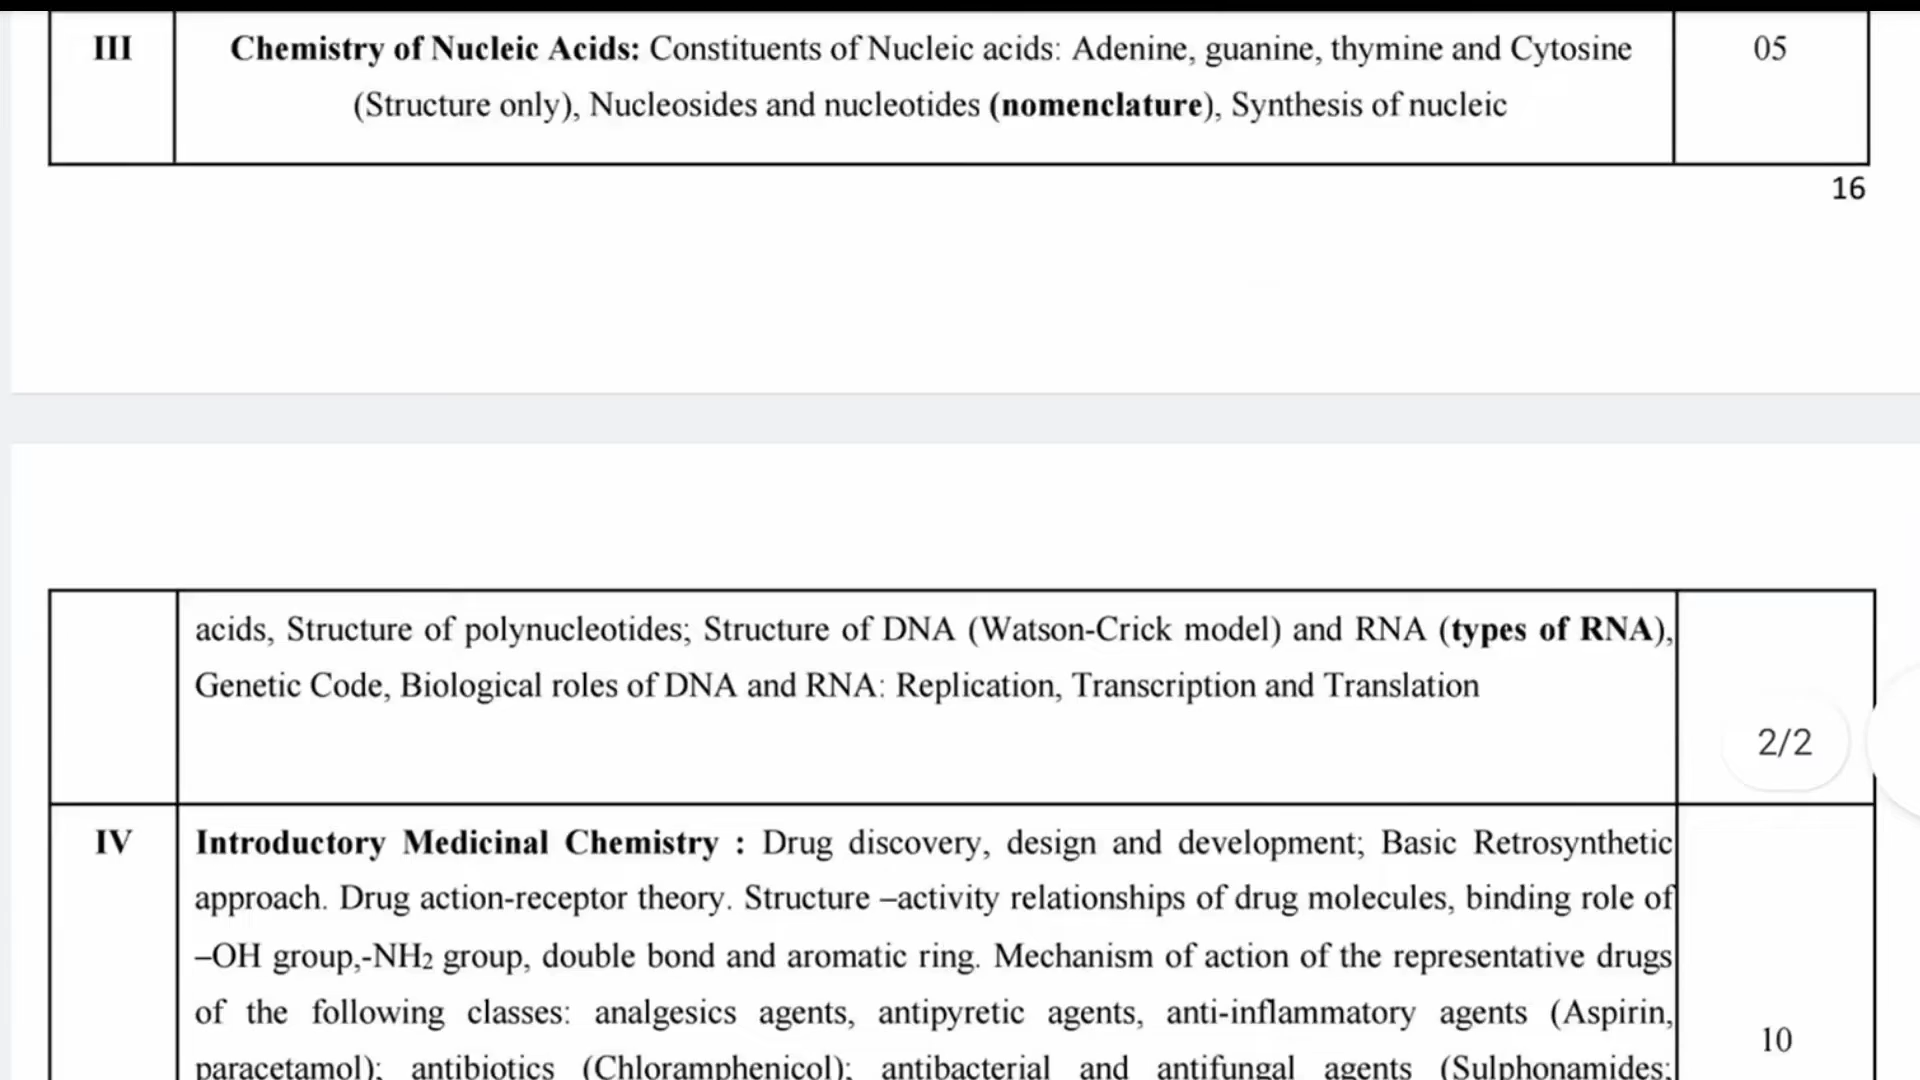 III Chemistry of Nucleic Acids: Constituents of Nucleic acids: Adenine, guanine, thymine and Cytosine 05
(Structure only), Nucleosides and nucleotides (nomenclature), Synthesis of nucleic
16
acids, Structure of polynucleotides; Structure of DNA (Watson-Crick model) and RNA (types of RNA),
Genetic Code, Biological roles of DNA and RNA: Replication, Transcription and Translation
2/2
IV Introductory Medicinal Chemistry : Drug discovery, design and development; Basic Retrosynthetic
approach. Drug action-receptor theory. Structure –activity relationships of drug molecules, binding role of
–OH group,-NH2 group, double bond and aromatic ring. Mechanism of action of the representative drugs
of the following classes: analgesics agents, antipyretic agents, anti-inflammatory agents (Aspirin,
10
paracetamol); antibiotics (Chloramphenicol); antibacterial and antifungal agents (Sulphonamides;